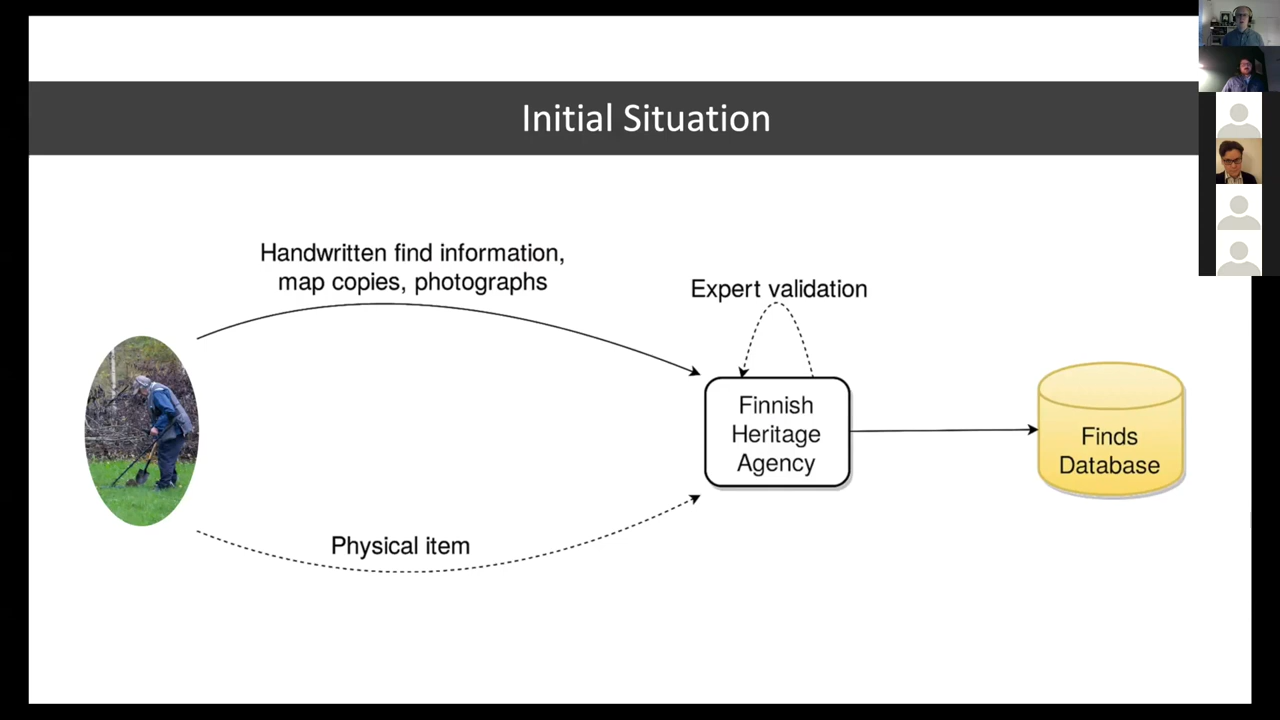 Initial Situation
Handwritten find information,
map copies, photographs
Expert validation
Finnish
Heritage
Agency
Finds
Database
Physical item